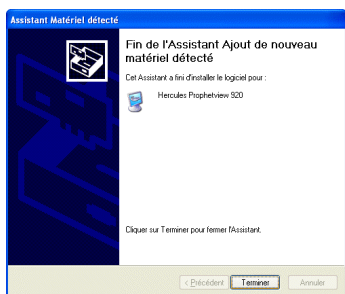 Assistant Matériel détecté
Fin de l'Assistant Ajout de nouveau
matériel détecté
Cet Assistant a fini d'installer le logiciel pour :
Hercules Prophetview 920
Cliquer sur Terminer pour fermer l'Assistant.
< Précédent Terminer Annuler